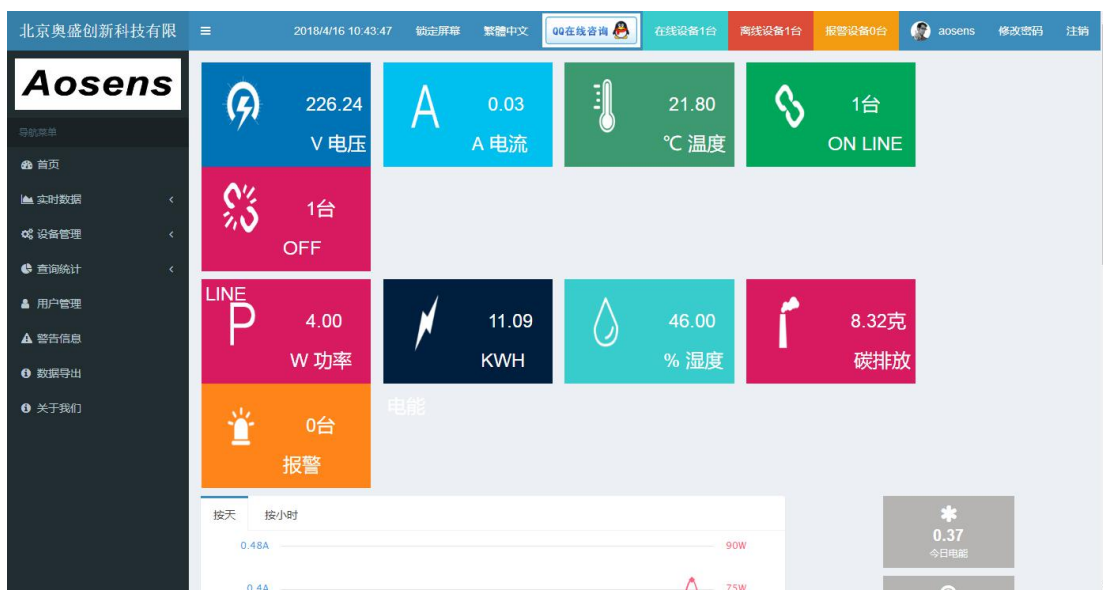 北京奥盛创新科技有限
2018/4/16 10:43:47 锁定屏幕 繁體中文 QQ在线咨询 在线设备1台 离线设备1台 报警设备0台 aosens 修改密码 注销
Aosens
导航菜单
首页
实时数据
设备管理
查询统计
用户管理
警告信息
数据导出
关于我们
226.24
V 电压
A
0.03
A 电流
21.80
℃ 温度
1台
ON LINE
1台
OFF
LINE
P
4.00
W 功率
11.09
KWH
电能
46.00
% 湿度
8.32克
碳排放
0台
报警
按天 按小时
0.48A
90W
0.4A
75W
0.37
今日电能